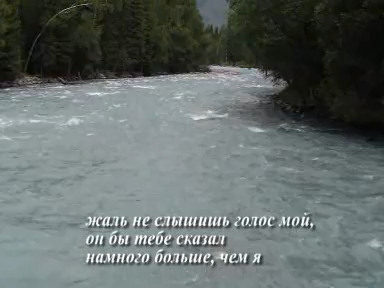 жаль не слышишь голос мой,
он бы тебе сказал
намного больше, чем я